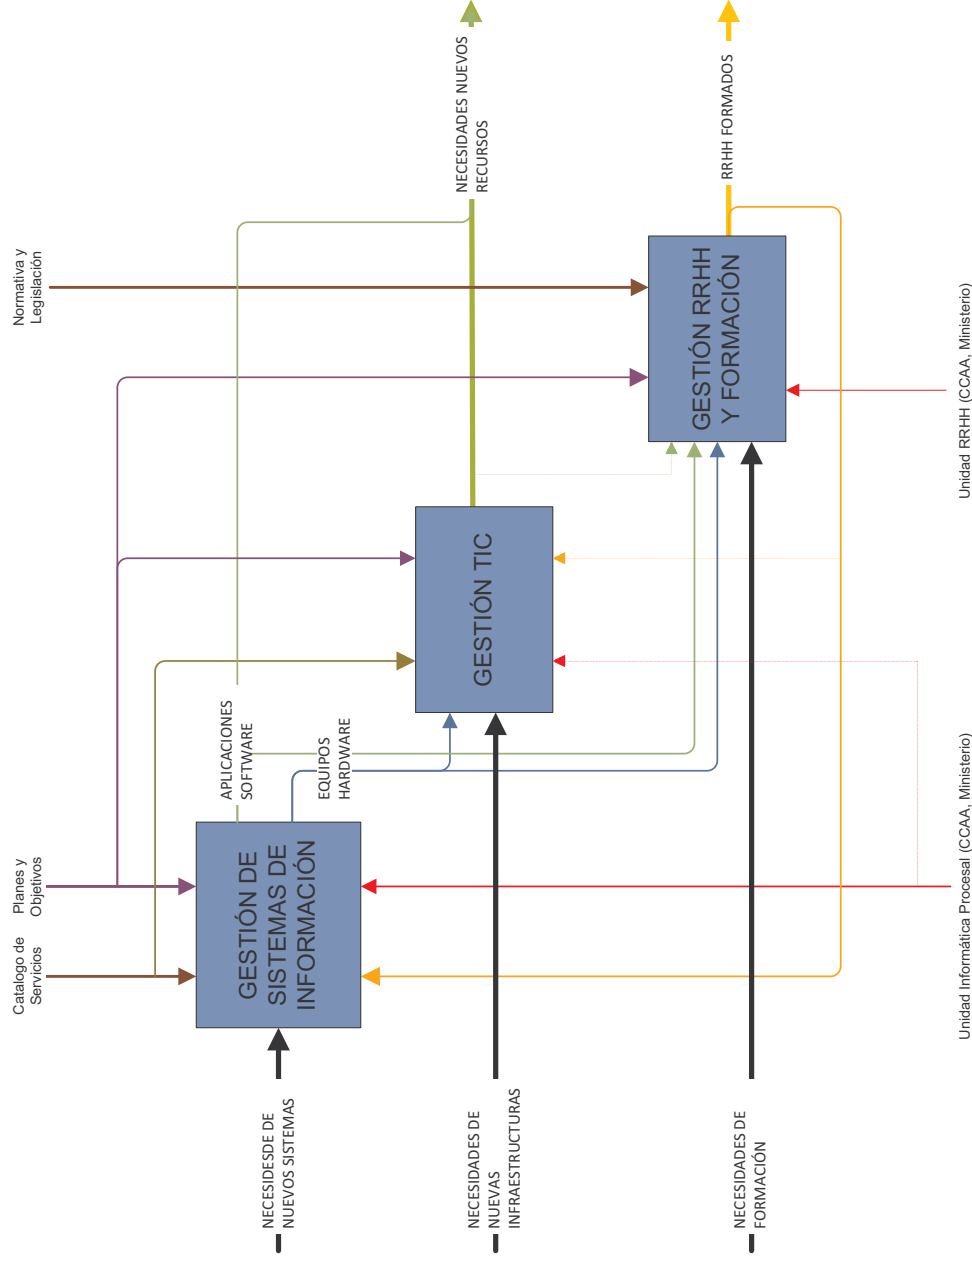 Catalogo de
Servicios
Planes y
Objetivos
Normativa y
Legislación
NECESIDESDE DE
NUEVOS SISTEMAS
GESTIÓN DE
SISTEMAS DE
INFORMACIÓN
APLICACIONES
SOFTWARE
EQUIPOS
HARDWARE
NECESIDADES DE
NUEVAS
INFRAESTRUCTURAS
GESTIÓN TIC
NECESIDADES NUEVOS
RECURSOS
NECESIDADES DE
FORMACIÓN
GESTIÓN RRHH
Y FORMACIÓN
RRHH FORMADOS
Unidad Informática Procesal (CCAA, Ministerio)
Unidad RRHH (CCAA, Ministerio)